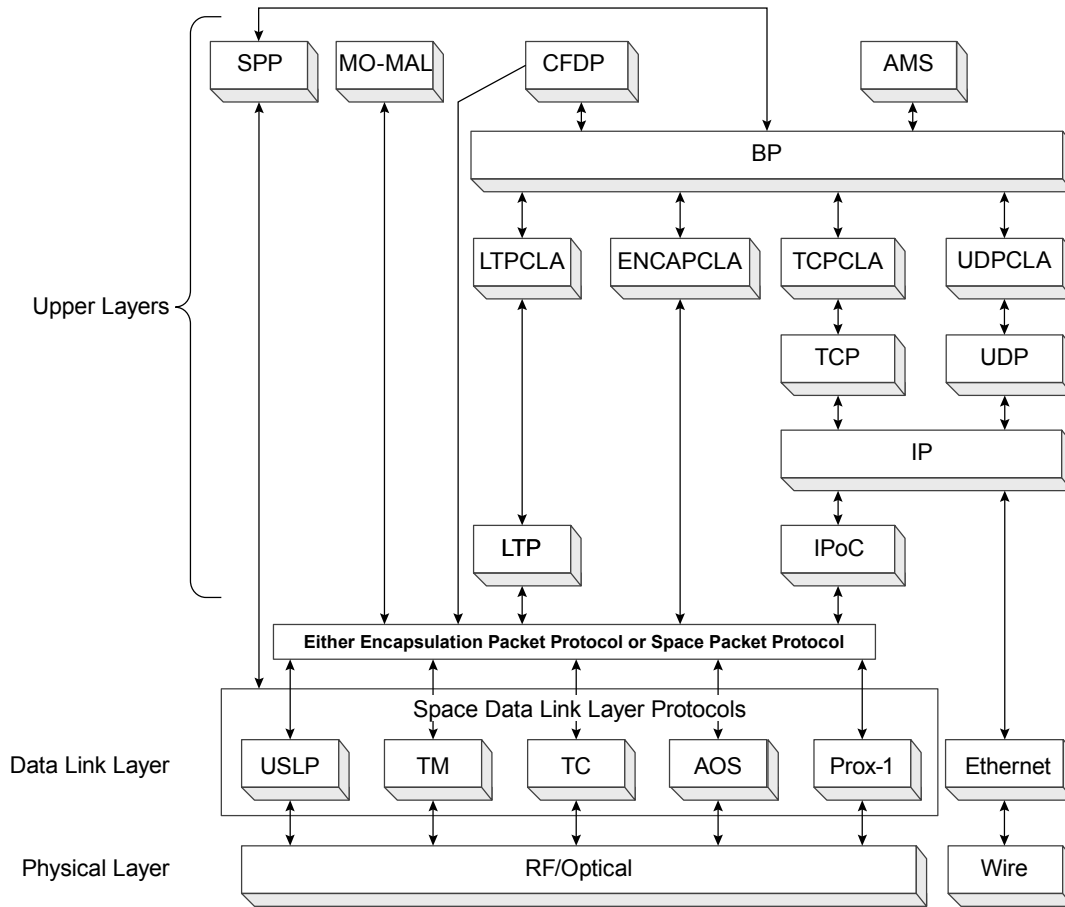 SPP
MO-MAL
CFDP
AMS
BP
LTPCLA
ENCAPCLA
TCPCLA
UDPCLA
Upper Layers
TCP
UDP
IP
LTP
IPoC
Either Encapsulation Packet Protocol or Space Packet Protocol
Space Data Link Layer Protocols
Data Link Layer
USLP
TM
TC
AOS
Prox-1
Ethernet
Physical Layer
RF/Optical
Wire